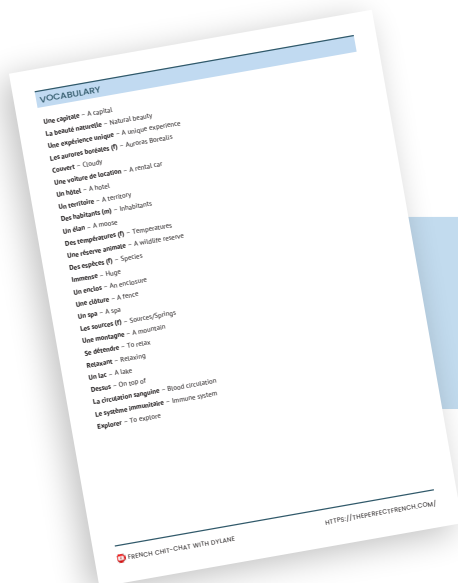 VOCABULARY
Une capitale – A capital
La beauté naturelle – Natural beauty
Une expérience unique – A unique experience
Les aurores boréales (f) – Auroras Borealis
Couvert – Cloudy
Une voiture de location – A rental car
Un hôtel – A hotel
Un territoire – A territory
Des habitants (m) – Inhabitants
Un élan – A moose
Des températures (f) – Temperatures
Une réserve animale – A wildlife reserve
Des espèces (f) – Species
Immense – Huge
Un enclos – An enclosure
Une clôture – A fence
Un spa – A spa
Les sources (f) – Sources/Springs
Une montagne – A mountain
Se détendre – To relax
Relaxant – Relaxing
Un lac – A lake
Dessus – On top of
La circulation sanguine – Blood circulation
Le système immunitaire – Immune system
Explorer – To explore
FRENCH CHIT-CHAT WITH DYLANE
HTTPS://THEPERFECTFRENCH.COM/